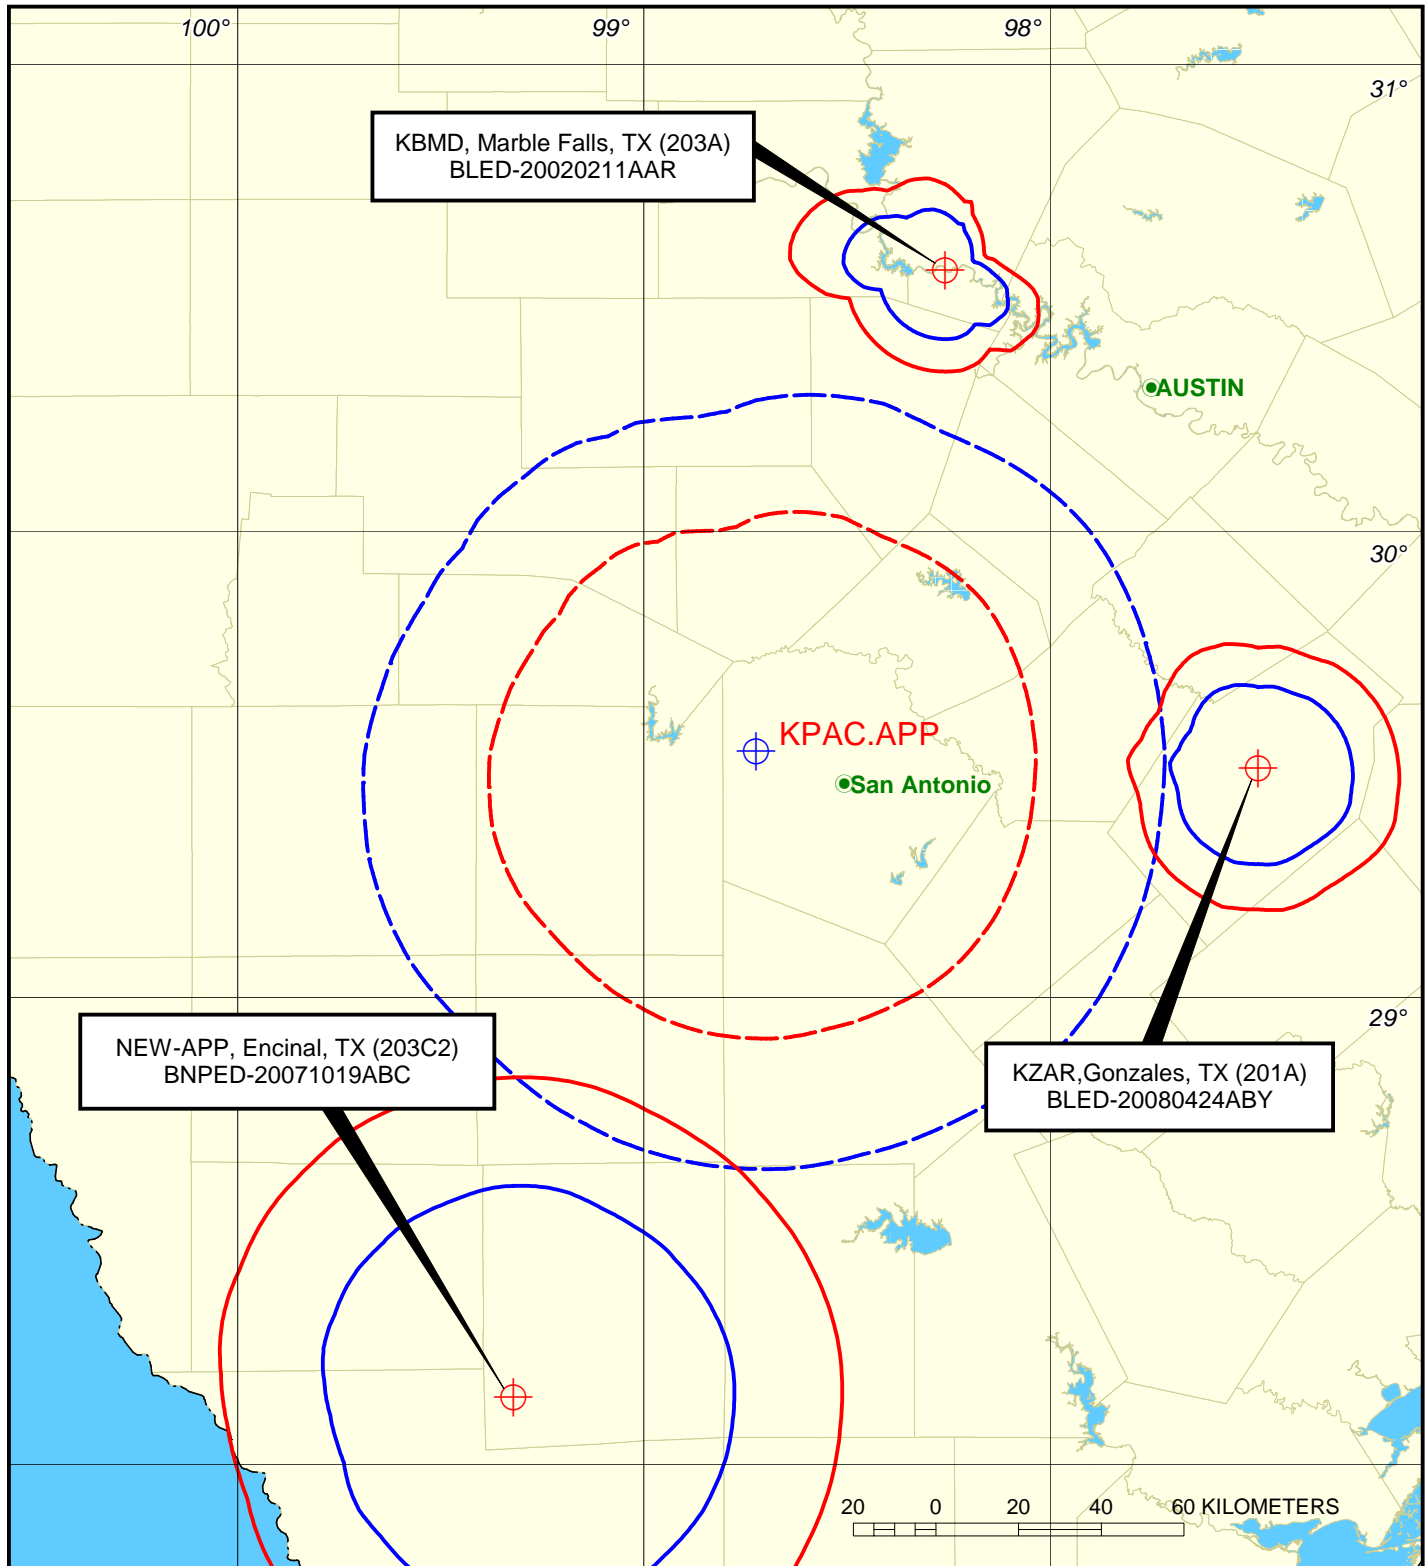 100°
99°
98°
31°
KBMD, Marble Falls, TX (203A)
BLED-20020211AAR
AUSTIN
30°
KPAC.APP
San Antonio
29°
NEW-APP, Encinal, TX (203C2)
BNPED-20071019ABC
KZAR,Gonzales, TX (201A)
BLED-20080424ABY
20 0 20 40 60 KILOMETERS